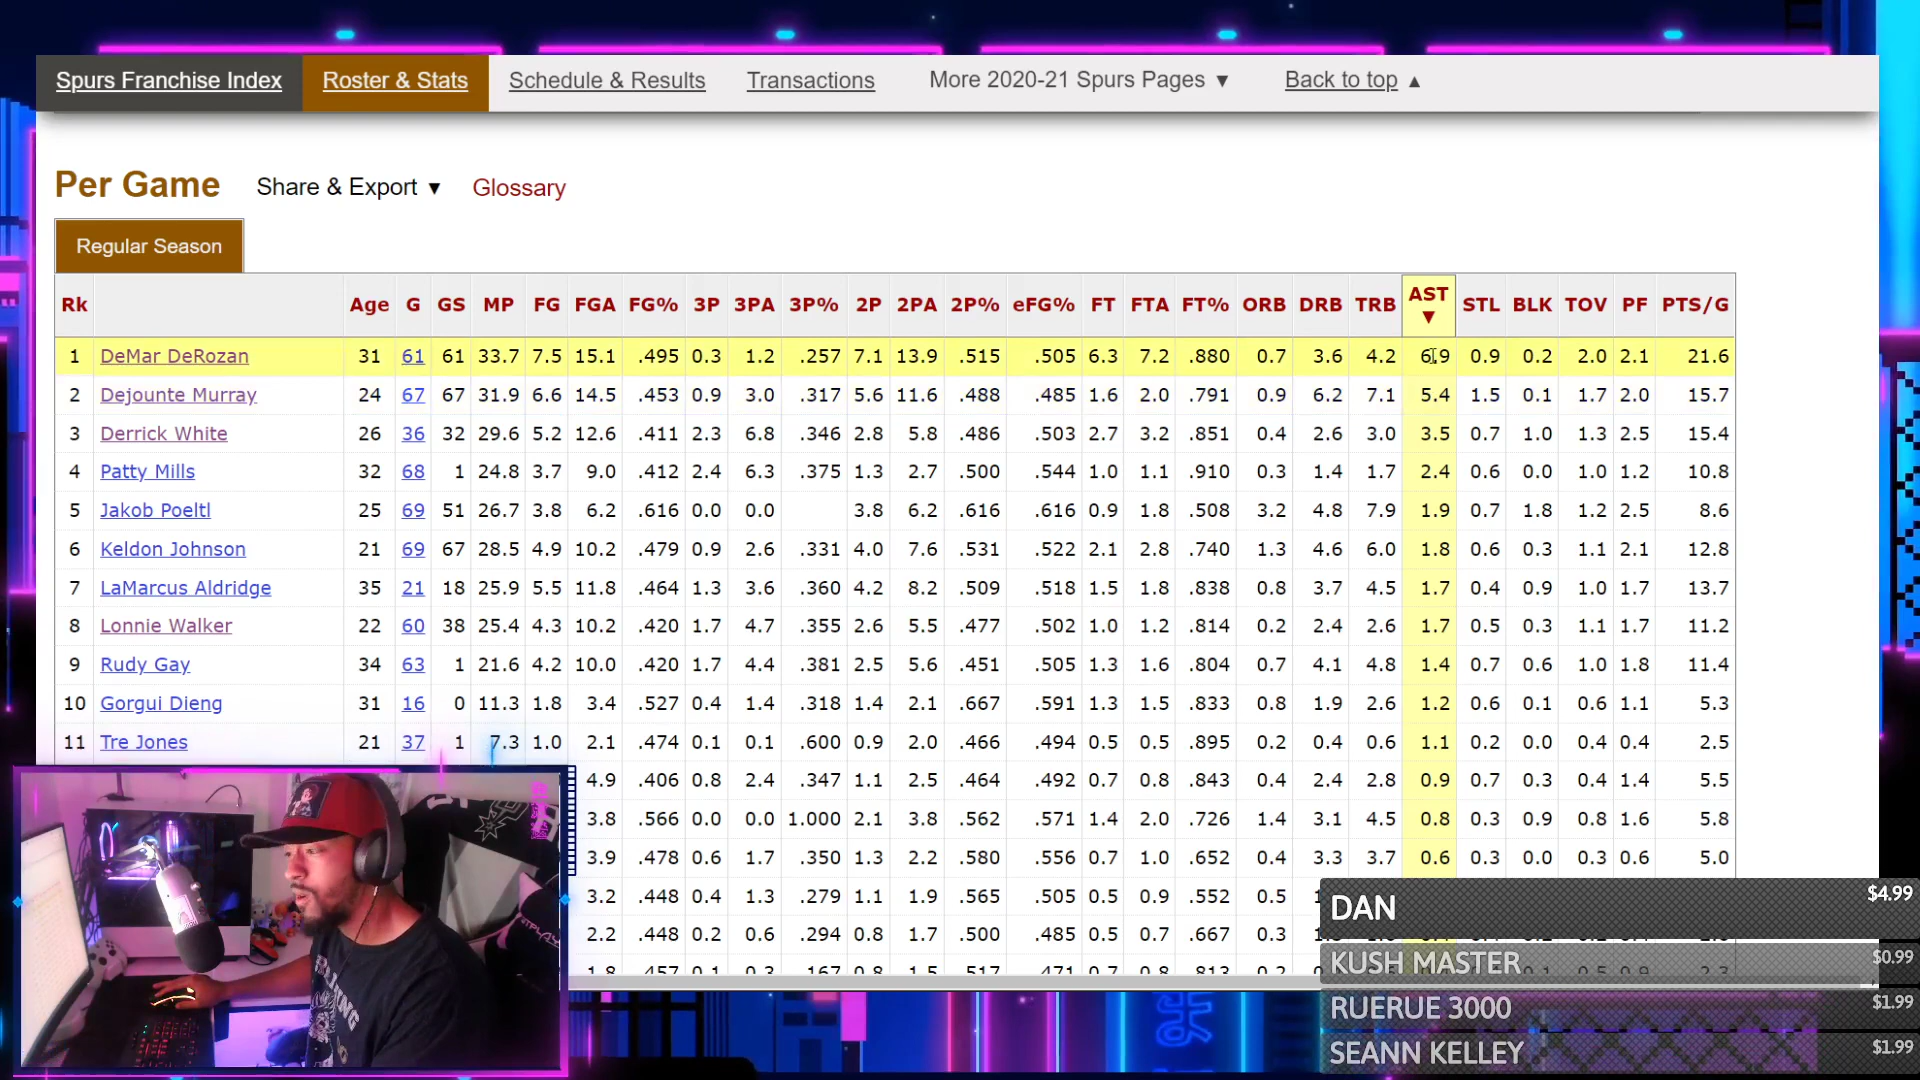 Spurs Franchise Index Roster & Stats Schedule & Results Transactions More 2020-21 Spurs Pages ▼ Back to top ▲
Per Game Share & Export ▼ Glossary
Regular Season
Rk Age G GS MP FG FGA FG% 3P 3PA 3P% 2P 2PA 2P% eFG% FT FTA FT% ORB DRB TRB AST ▼ STL BLK TOV PF PTS/G
1 DeMar DeRozan 31 61 61 33.7 7.5 15.1 .495 0.3 1.2 .257 7.1 13.9 .515 .505 6.3 7.2 .880 0.7 3.6 4.2 6.9 0.9 0.2 2.0 2.1 21.6
2 Dejounte Murray 24 67 67 31.9 6.6 14.5 .453 0.9 3.0 .317 5.6 11.6 .488 .485 1.6 2.0 .791 0.9 6.2 7.1 5.4 1.5 0.1 1.7 2.0 15.7
3 Derrick White 26 36 32 29.6 5.2 12.6 .411 2.3 6.8 .346 2.8 5.8 .486 .503 2.7 3.2 .851 0.4 2.6 3.0 3.5 0.7 1.0 1.3 2.5 15.4
4 Patty Mills 32 68 1 24.8 3.7 9.0 .412 2.4 6.3 .375 1.3 2.7 .500 .544 1.0 1.1 .910 0.3 1.4 1.7 2.4 0.6 0.0 1.0 1.2 10.8
5 Jakob Poeltl 25 69 51 26.7 3.8 6.2 .616 0.0 0.0 3.8 6.2 .616 .616 0.9 1.8 .508 3.2 4.8 7.9 1.9 0.7 1.8 1.2 2.5 8.6
6 Keldon Johnson 21 69 67 28.5 4.9 10.2 .479 0.9 2.6 .331 4.0 7.6 .531 .522 2.1 2.8 .740 1.3 4.6 6.0 1.8 0.6 0.3 1.1 2.1 12.8
7 LaMarcus Aldridge 35 21 18 25.9 5.5 11.8 .464 1.3 3.6 .360 4.2 8.2 .509 .518 1.5 1.8 .838 0.8 3.7 4.5 1.7 0.4 0.9 1.0 1.7 13.7
8 Lonnie Walker 22 60 38 25.4 4.3 10.2 .420 1.7 4.7 .355 2.6 5.5 .477 .502 1.0 1.2 .814 0.2 2.4 2.6 1.7 0.5 0.3 1.1 1.7 11.2
9 Rudy Gay 34 63 1 21.6 4.2 10.0 .420 1.7 4.4 .381 2.5 5.6 .451 .505 1.3 1.6 .804 0.7 4.1 4.8 1.4 0.7 0.6 1.0 1.8 11.4
10 Gorgui Dieng 31 16 0 11.3 1.8 3.4 .527 0.4 1.4 .318 1.4 2.1 .667 .591 1.3 1.5 .833 0.8 1.9 2.6 1.2 0.6 0.1 0.6 1.1 5.3
11 Tre Jones 21 37 1 7.3 1.0 2.1 .474 0.1 0.1 .600 0.9 2.0 .466 .494 0.5 0.5 .895 0.2 0.4 0.6 1.1 0.2 0.0 0.4 0.4 2.5
4.9 .406 0.8 2.4 .347 1.1 2.5 .464 .492 0.7 0.8 .843 0.4 2.4 2.8 0.9 0.7 0.3 0.4 1.4 5.5
3.8 .566 0.0 0.0 1.000 2.1 3.8 .562 .571 1.4 2.0 .726 1.4 3.1 4.5 0.8 0.3 0.9 0.8 1.6 5.8
3.9 .478 0.6 1.7 .350 1.3 2.2 .580 .556 0.7 1.0 .652 0.4 3.3 3.7 0.6 0.3 0.0 0.3 0.6 5.0
3.2 .448 0.4 1.3 .279 1.1 1.9 .565 .505 0.5 0.9 .552 0.5
2.2 .448 0.2 0.6 .294 0.8 1.7 .500 .485 0.5 0.7 .667 0.3
1.8 .457 0.1 0.3 .167 0.8 1.5 .517 .471 0.7 0.8 .813 0.2
DAN $4.99
KUSH MASTER $0.99
RUERUE 3000 $1.99
SEANN KELLEY $1.99